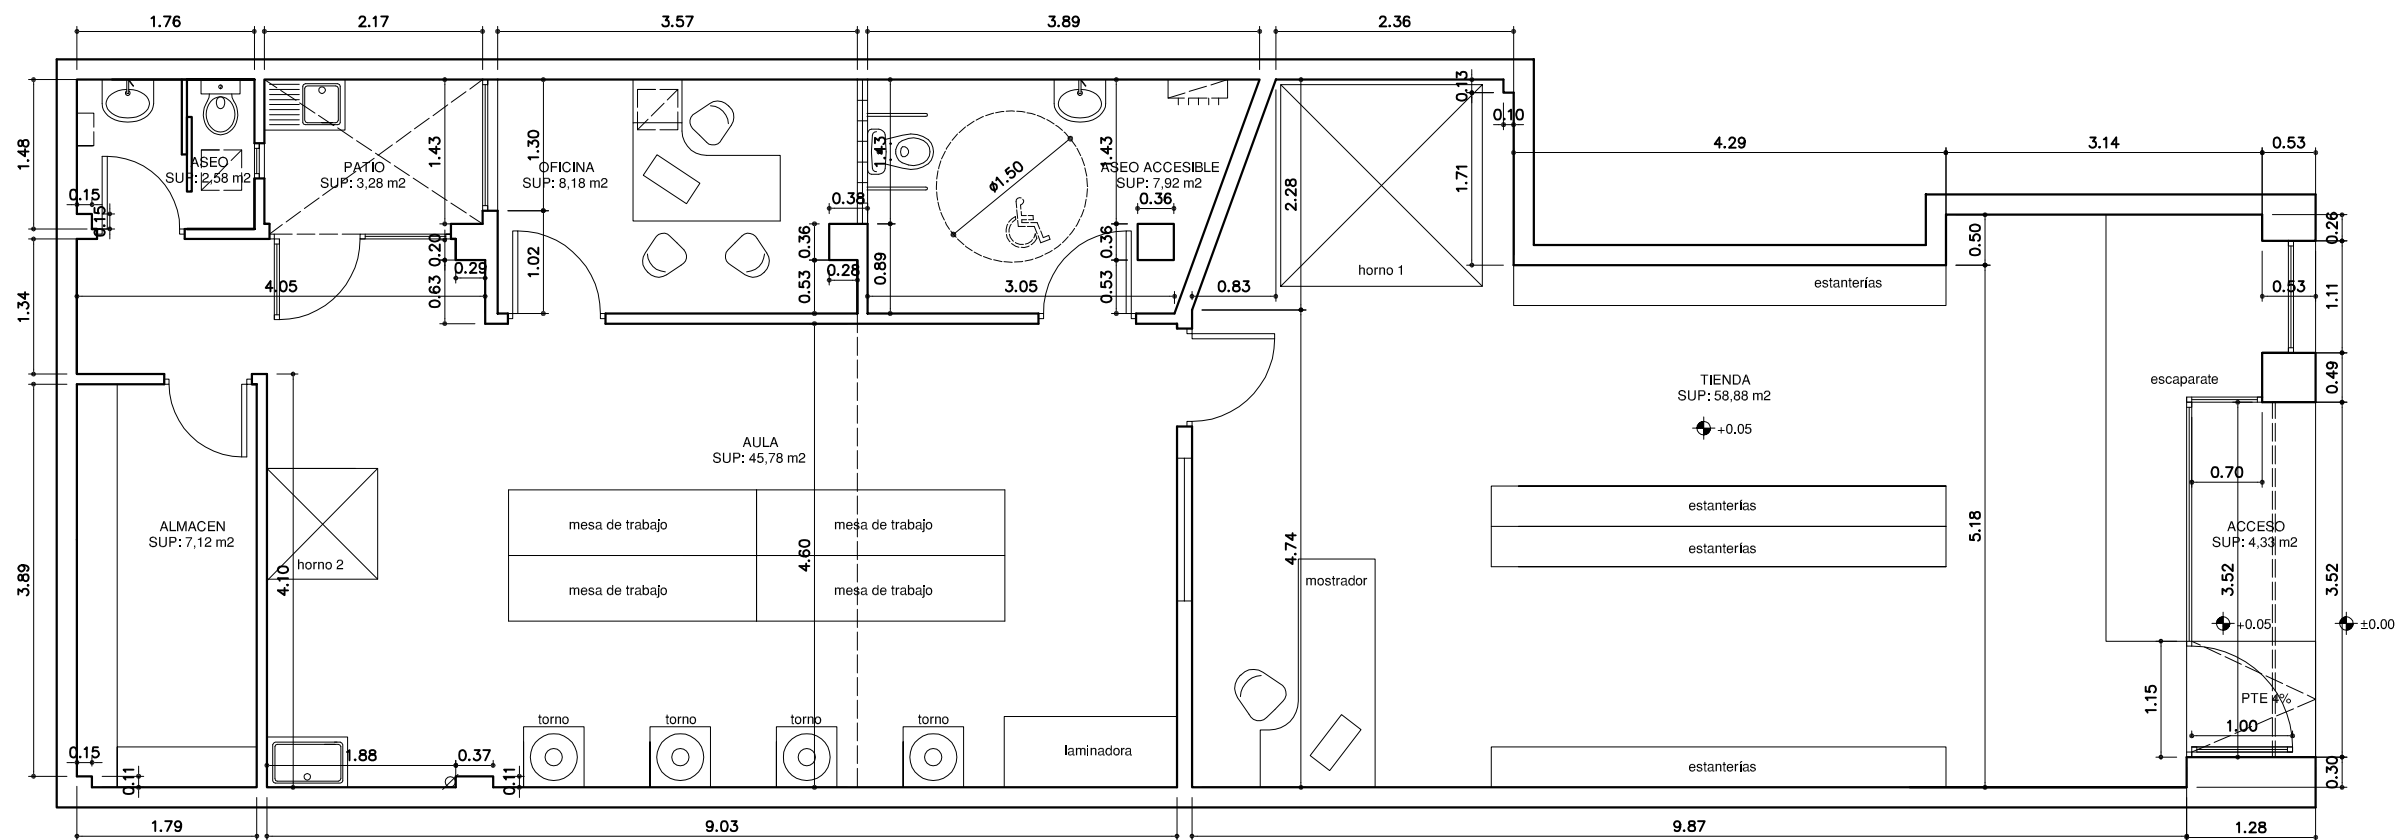 1.76
2.17
3.57
3.89
2.36
1.48
ASEO
SUP: 2,58 m2
0.15
0.15
PATIO
SUP: 3,28 m2
1.43
OFICINA
SUP: 8,18 m2
1.30
1.43
ø1.50
1.43
ASEO ACCESIBLE
SUP: 7,92 m2
0.38
0.36
2.28
0.13
0.10
1.71
4.29
3.14
0.53
0.26
1.34
4.05
0.20
0.29
0.63
1.02
0.36
0.28
0.53
0.89
0.36
0.53
3.05
0.83
horno 1
estanterías
0.50
0.53
1.11
TIENDA
SUP: 58,88 m2
+0.05
escaparate
0.49
AULA
SUP: 45,78 m2
0.70
3.89
ALMACEN
SUP: 7,12 m2
horno 2
4.10
mesa de trabajo
mesa de trabajo
mesa de trabajo
mesa de trabajo
4.60
4.74
mostrador
estanterías
estanterías
5.18
ACCESO
SUP: 4,33 m2
3.52
3.52
+0.05
±0.00
1.15
PTE 4%
1.00
torno
torno
torno
torno
laminadora
0.15
0.11
1.88
0.37
0.11
estanterías
0.30
1.79
9.03
9.87
1.28